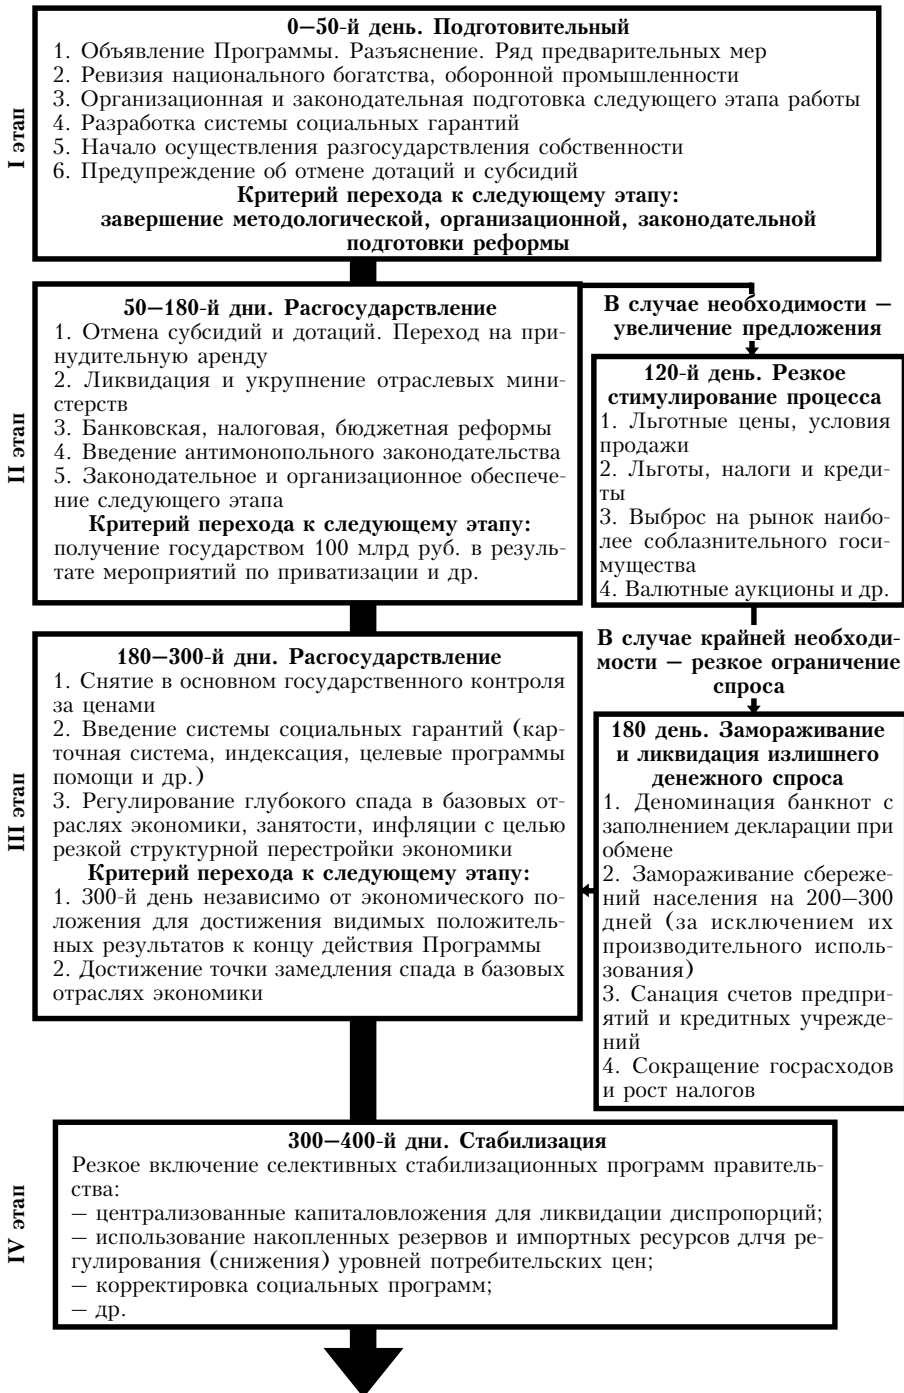 I этап
0–50-й день. Подготовительный
1. Объявление Программы. Разъяснение. Ряд предварительных мер
2. Ревизия национального богатства, оборонной промышленности
3. Организационная и законодательная подготовка следующего этапа работы
4. Разработка системы социальных гарантий
5. Начало осуществления разгосударствления собственности
6. Предупреждение об отмене дотаций и субсидий
Критерий перехода к следующему этапу:
завершение методологической, организационной, законодательной
подготовки реформы
II этап
50–180-й дни. Расгосударствление
1. Отмена субсидий и дотаций. Переход на при-
нудительную аренду
2. Ликвидация и укрупнение отраслевых мини-
стерств
3. Банковская, налоговая, бюджетная реформы
4. Введение антимонопольного законодательства
5. Законодательное и организационное обеспече-
ние следующего этапа
Критерий перехода к следующему этапу:
получение государством 100 млрд руб. в резуль-
тате мероприятий по приватизации и др.
В случае необходимости –
увеличение предложения
120-й день. Резкое
стимулирование процесса
1. Льготные цены, условия
продажи
2. Льготы, налоги и креди-
ты
3. Выброс на рынок наибо-
лее соблазнительного госи-
мущества
4. Валютные аукционы и др.
III этап
180–300-й дни. Расгосударствление
1. Снятие в основном государственного контроля
за ценами
2. Введение системы социальных гарантий (кар-
точная система, индексация, целевые программы
помощи и др.)
3. Регулирование глубокого спада в базовых от-
раслях экономики, занятости, инфляции с целью
резкой структурной перестройки экономики
Критерий перехода к следующему этапу:
1. 300-й день независимо от экономического по-
ложения для достижения видимых положитель-
ных результатов к концу действия Программы
2. Достижение точки замедления спада в базовых
отраслях экономики
В случае крайней необходи-
мости – резкое ограничение
спроса
180 день. Замораживание
и ликвидация излишнего
денежного спроса
1. Деноминация банкнот с
заполнением декларации при
обмене
2. Замораживание сбереже-
ний населения на 200–300
дней (за исключением их
производительного исполь-
зования)
3. Санация счетов предпри-
ятий и кредитных учрежде-
ний
4. Сокращение госрасходов
и рост налогов
IV этап
300–400-й дни. Стабилизация
Резкое включение селективных стабилизационных программ правитель-
ства:
– централизованные капиталовложения для ликвидации диспропорций;
– использование накопленных резервов и импортных ресурсов длчя ре-
гулирования (снижения) уровней потребительских цен;
– корректировка социальных программ;
– др.